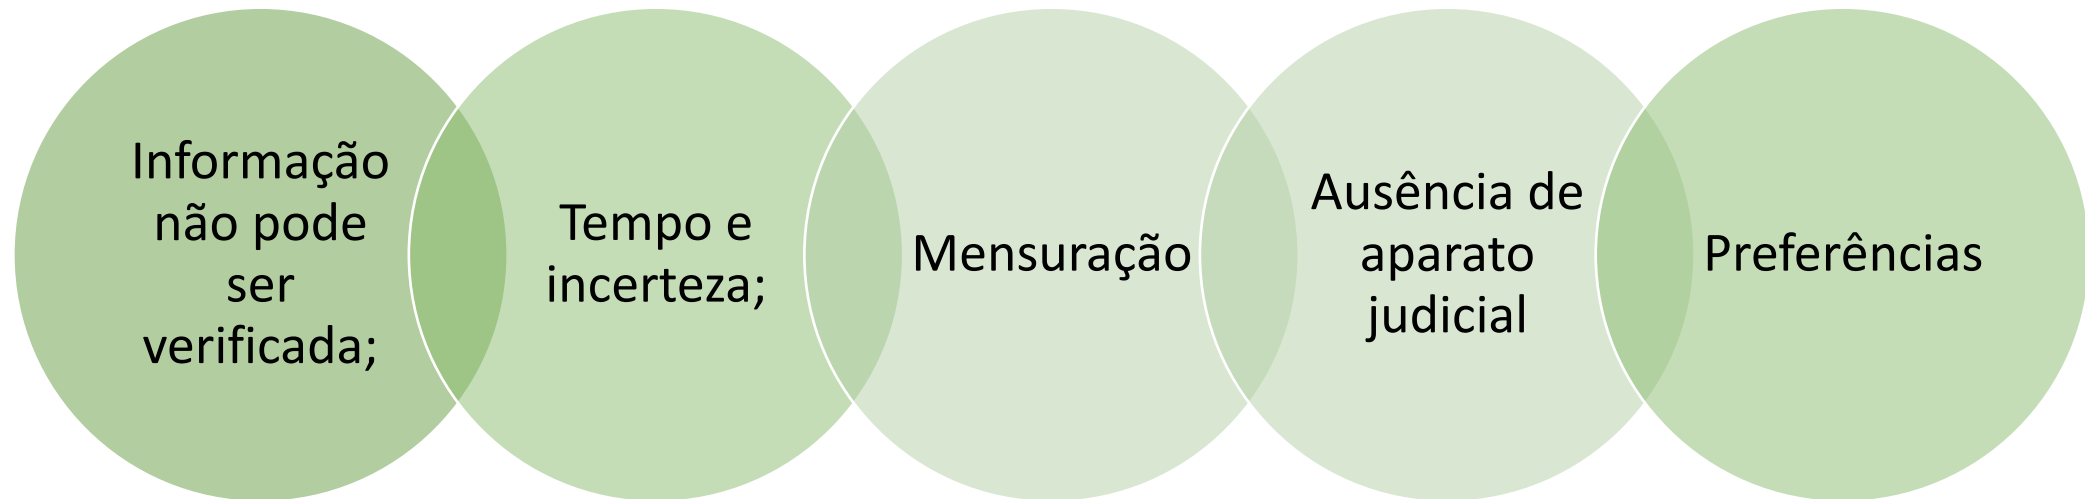 Informação
não pode
ser
verificada;
Tempo e
incerteza;
Mensuração
Ausência de
aparato
judicial
Preferências